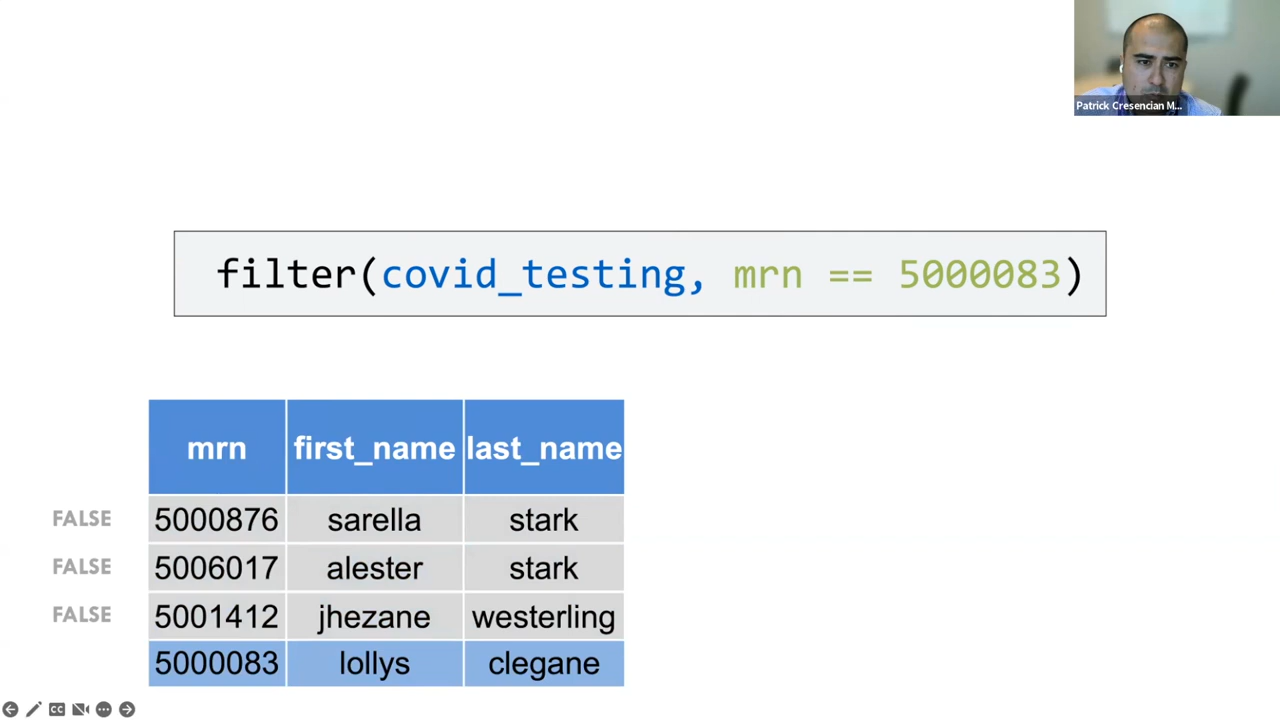 Patrick Cresencian M...
filter(covid_testing, mrn == 5000083)
mrn first_name last_name
FALSE 5000876 sarella stark
FALSE 5006017 alester stark
FALSE 5001412 jhezane westerling
5000083 lollys clegane
CC